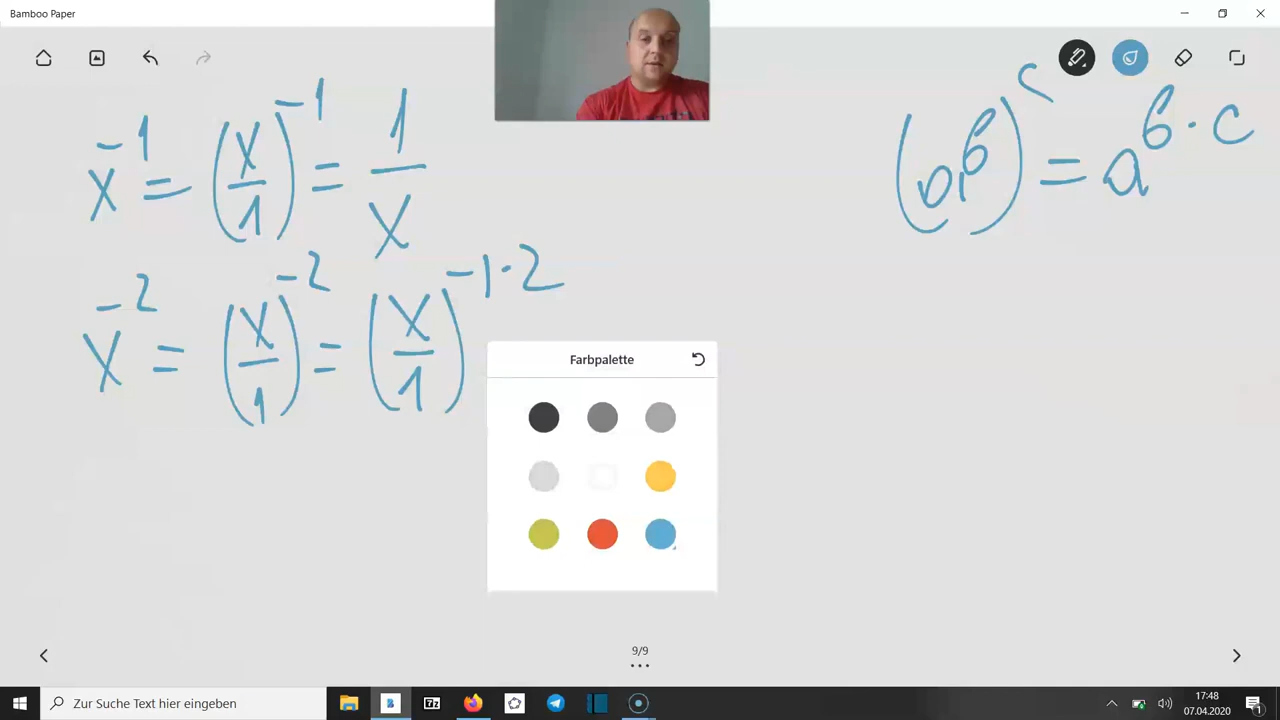 Bamboo Paper
x^{-1} = (x/1)^{-1} = 1/x
(a^b)^c = a^{b·c}
x^{-2} = (x/1)^{-2} = (x/1)^{-1·2}
Farbpalette
9/9
Zur Suche Text hier eingeben
17:48
07.04.2020